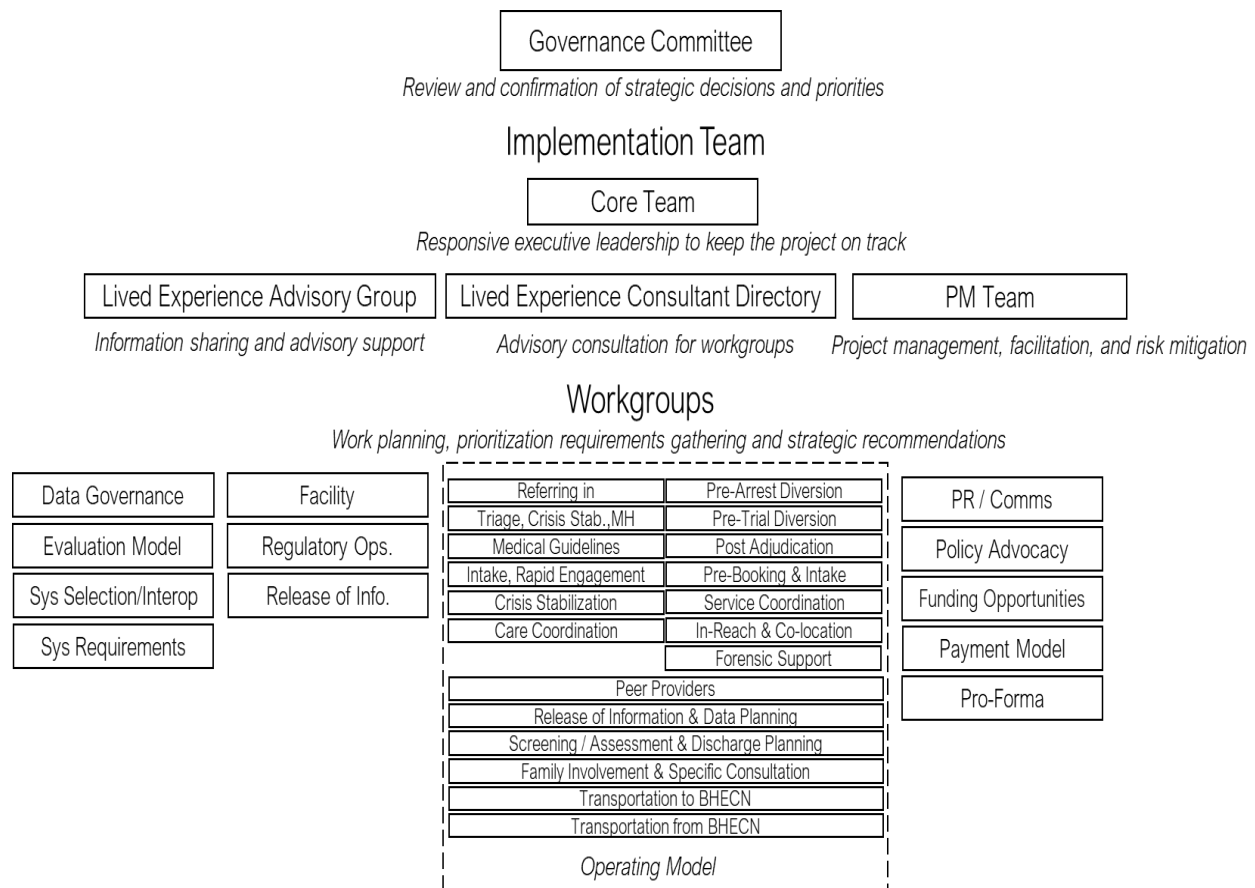 Governance Committee
Review and confirmation of strategic decisions and priorities
Implementation Team
Core Team
Responsive executive leadership to keep the project on track
Lived Experience Advisory Group
Information sharing and advisory support
Lived Experience Consultant Directory
Advisory consultation for workgroups
PM Team
Project management, facilitation, and risk mitigation
Workgroups
Work planning, prioritization requirements gathering and strategic recommendations
Data Governance
Evaluation Model
Sys Selection/Interop
Sys Requirements
Facility
Regulatory Ops.
Release of Info.
Referring in
Triage, Crisis Stab.,MH
Medical Guidelines
Intake, Rapid Engagement
Crisis Stabilization
Care Coordination
Pre-Arrest Diversion
Pre-Trial Diversion
Post Adjudication
Pre-Booking & Intake
Service Coordination
In-Reach & Co-location
Forensic Support
Peer Providers
Release of Information & Data Planning
Screening / Assessment & Discharge Planning
Family Involvement & Specific Consultation
Transportation to BHECN
Transportation from BHECN
Operating Model
PR / Comms
Policy Advocacy
Funding Opportunities
Payment Model
Pro-Forma